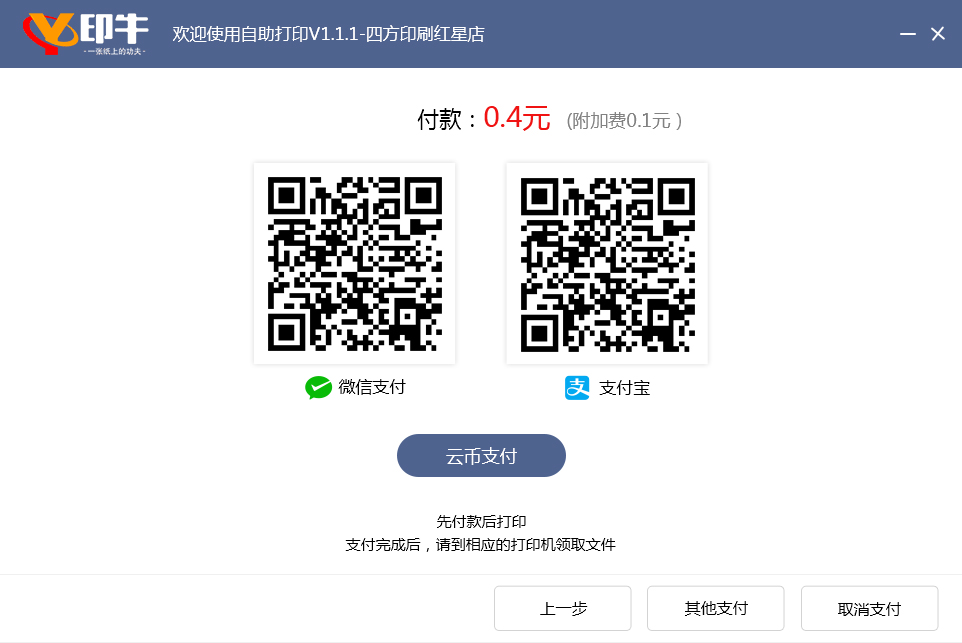 印牛
·一张纸上的功夫·
欢迎使用自助打印V1.1.1-四方印刷红星店
付款：0.4元 (附加费0.1元 )
微信支付
支付宝
云币支付
先付款后打印
支付完成后，请到相应的打印机领取文件
上一步
其他支付
取消支付